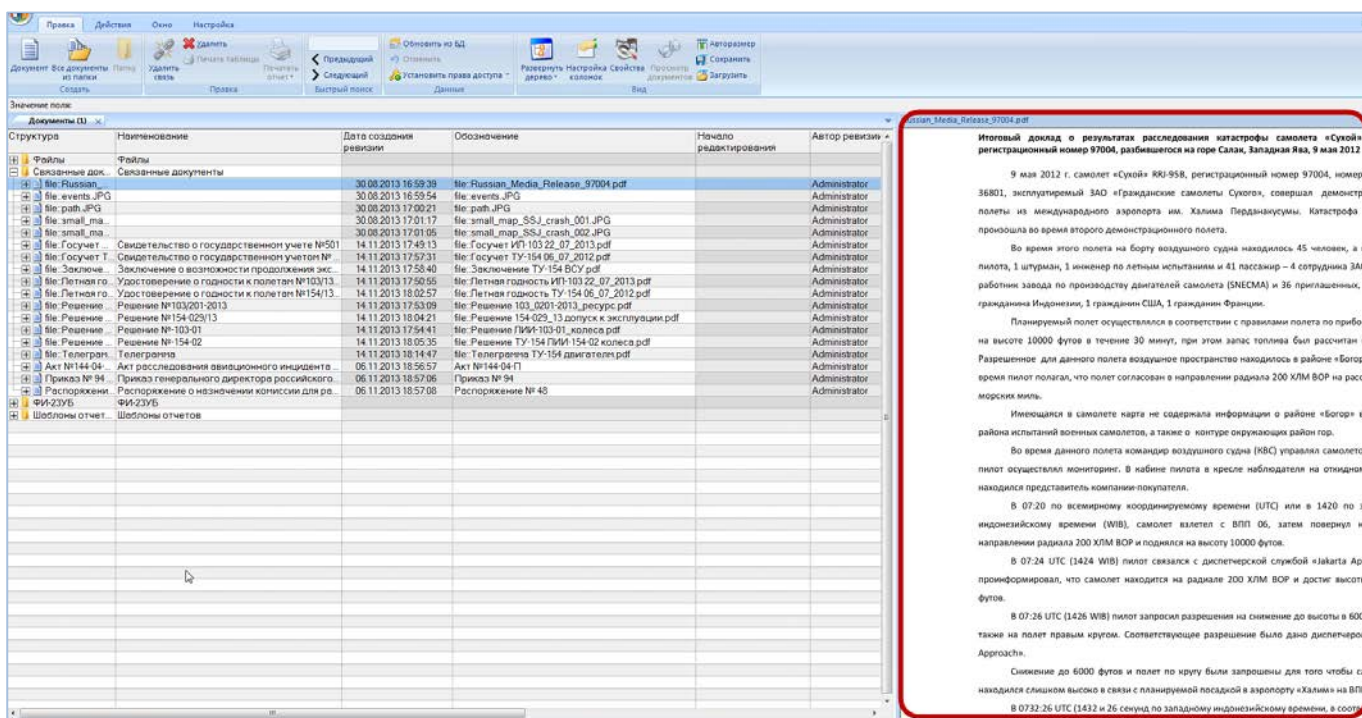 Правка Действия Окно Настройка
Документ Все документы из папки Папку
Создать
Удалить связь Удалить Печать таблицы Печатать отчет
Правка
Предыдущий
Следующий
Быстрый поиск
Обновить из БД
Отменить
Установить права доступа
Данные
Развернуть дерево Настройка колонок Свойства Просмотр документов
Авторазмер
Сохранить
Загрузить
Вид
Значение поля:
Документы (1)
Структура Наименование Дата создания ревизии Обозначение Начало редактирования Автор ревизии
Файлы Файлы
Связанные док... Связанные документы
file::Russian_... 30.08.2013 16:59:39 file::Russian_Media_Release_97004.pdf Administrator
file::events.JPG 30.08.2013 16:59:54 file::events.JPG Administrator
file::path.JPG 30.08.2013 17:00:21 file::path.JPG Administrator
file::small_ma... 30.08.2013 17:01:17 file::small_map_SSJ_crash_001.JPG Administrator
file::small_ma... 30.08.2013 17:01:05 file::small_map_SSJ_crash_002.JPG Administrator
file::Госучет ... Свидетельство о государственном учете №501 14.11.2013 17:49:13 file::Госучет ИЛ-103 22_07_2013.pdf Administrator
file::Госучет Т... Свидетельство о государственном учетом № ... 14.11.2013 17:57:31 file::Госучет ТУ-154 06_07_2012.pdf Administrator
file::Заключе... Заключение о возможности продолжения экс... 14.11.2013 17:58:40 file::Заключение ТУ-154 ВСУ.pdf Administrator
file::Летная го... Удостоверение о годности к полетам №103/13... 14.11.2013 17:50:55 file::Летная годность ИЛ-103 22_07_2013.pdf Administrator
file::Летная го... Удостоверение о годности к полетам №154/13... 14.11.2013 18:02:57 file::Летная годность ТУ-154 06_07_2012.pdf Administrator
file::Решение ... Решение №103/201-2013 14.11.2013 17:53:09 file::Решение 103_0201-2013_ресурс.pdf Administrator
file::Решение ... Решение №154-029/13 14.11.2013 18:04:21 file::Решение 154-029_13 допуск к эксплуации.pdf Administrator
file::Решение ... Решение №-103-01 14.11.2013 17:54:41 file::Решение ЛИИ-103-01_колеса.pdf Administrator
file::Решение ... Решение №-154-02 14.11.2013 18:05:35 file::Решение ТУ-154 ЛИИ-154-02 колеса.pdf Administrator
file::Телеграм... Телеграмма 14.11.2013 18:14:47 file::Телеграмма ТУ-154 двигатели.pdf Administrator
Акт №144-04-... Акт расследования авиационного инцидента ... 06.11.2013 18:56:57 Акт №144-04-П Administrator
Приказ № 94 ... Приказ генерального директора российского... 06.11.2013 18:57:06 Приказ № 94 Administrator
Распоряжени... Распоряжение о назначении комиссии для ра... 06.11.2013 18:57:08 Распоряжение № 48 Administrator
ФИ-23УБ ФИ-23УБ
Шаблоны отчет... Шаблоны отчетов
Russian_Media_Release_97004.pdf
Итоговый доклад о результатах расследования катастрофы самолета «Сухой»
регистрационный номер 97004, разбившегося на горе Салак, Западная Ява, 9 мая 2012
9 мая 2012 г. самолет «Сухой» RRJ-95B, регистрационный номер 97004, номер
36801, эксплуатируемый ЗАО «Гражданские самолеты Сухого», совершал демонстр
полеты из международного аэропорта им. Халима Перданакусумы. Катастрофа
произошла во время второго демонстрационного полета.
Во время этого полета на борту воздушного судна находилось 45 человек, а
пилота, 1 штурман, 1 инженер по летным испытаниям и 41 пассажир – 4 сотрудника ЗАО
работник завода по производству двигателей самолета (SNECMA) и 36 приглашенных,
гражданина Индонезии, 1 гражданин США, 1 гражданин Франции.
Планируемый полет осуществлялся в соответствии с правилами полета по прибо
на высоте 10000 футов в течение 30 минут, при этом запас топлива был рассчитан
Разрешенное для данного полета воздушное пространство находилось в районе «Богор
время пилот полагал, что полет согласован в направлении радиала 200 ХЛМ ВОР на расс
морских миль.
Имеющаяся в самолете карта не содержала информации о районе «Богор» в
района испытаний военных самолетов, а также о контуре окружающих район гор.
Во время данного полета командир воздушного судна (КВС) управлял самолето
пилот осуществлял мониторинг. В кабине пилота в кресле наблюдателя на откидном
находился представитель компании-покупателя.
В 07:20 по всемирному координируемому времени (UTC) или в 1420 по з
индонезийскому времени (WIB), самолет взлетел с ВПП 06, затем повернул н
направлении радиала 200 ХЛМ ВОР и поднялся на высоту 10000 футов.
В 07:24 UTC (1424 WIB) пилот связался с диспетчерской службой «Jakarta Ap
проинформировал, что самолет находится на радиале 200 ХЛМ ВОР и достиг высоты
футов.
В 07:26 UTC (1426 WIB) пилот запросил разрешения на снижение до высоты в 600
также на полет правым кругом. Соответствующее разрешение было дано диспетчеро
Approach».
Снижение до 6000 футов и полет по кругу были запрошены для того чтобы са
находился слишком высоко в связи с планируемой посадкой в аэропорту «Халим» на ВПП
В 0732:26 UTC (1432 и 26 секунд по западному индонезийскому времени, в соотв